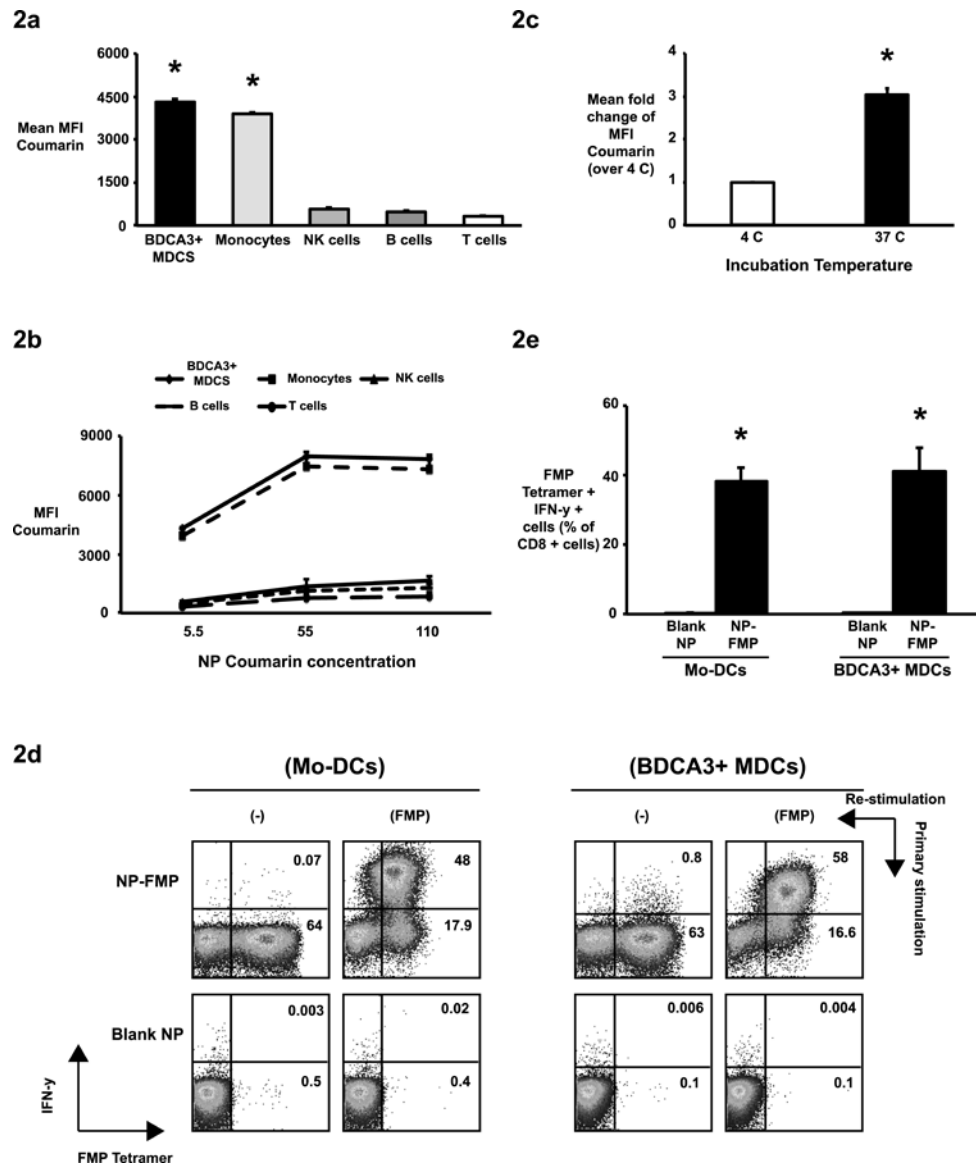 2a
6000
4500
3000
1500
0
Mean MFI
Coumarin
*
*
BDCA3+
MDCS
Monocytes
NK cells
B cells
T cells
2c
4
3
2
1
0
Mean fold
change of
MFI
Coumarin
(over 4 C)
*
4 C
37 C
Incubation Temperature
2b
BDCA3+
MDCS
Monocytes
NK cells
B cells
T cells
9000
6000
3000
0
MFI
Coumarin
5.5
55
110
NP Coumarin concentration
2e
60
40
20
0
FMP
Tetramer +
IFN-y +
cells (% of
CD8 + cells)
*
*
Blank
NP
NP-
FMP
Blank
NP
NP-
FMP
Mo-DCs
BDCA3+ MDCs
2d
(Mo-DCs)
(BDCA3+ MDCs)
(-)
(FMP)
(-)
(FMP)
Re-stimulation
Primary stimulation
NP-FMP
0.07
64
48
17.9
0.8
63
58
16.6
Blank NP
0.003
0.5
0.02
0.4
0.006
0.1
0.004
0.1
IFN-y
FMP Tetramer